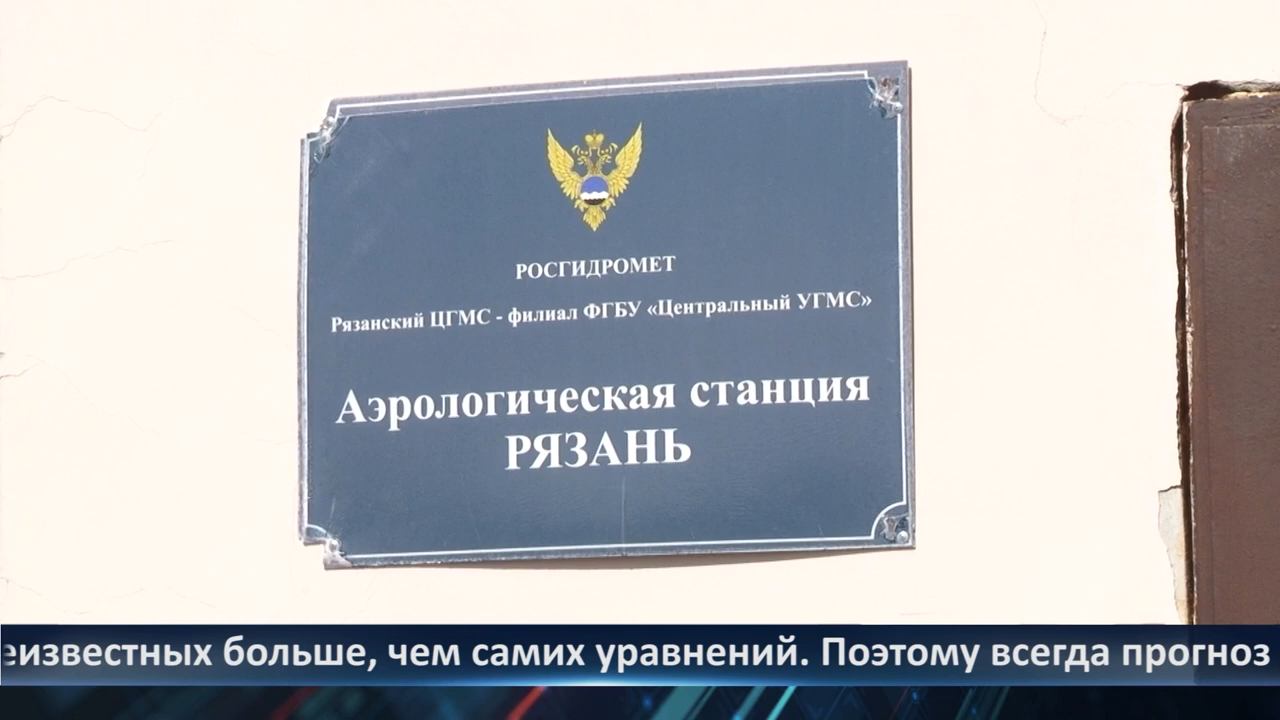 РОСГИДРОМЕТ
Рязанский ЦГМС - филиал ФГБУ «Центральный УГМС»
Аэрологическая станция
РЯЗАНЬ
еизвестных больше, чем самих уравнений. Поэтому всегда прогноз